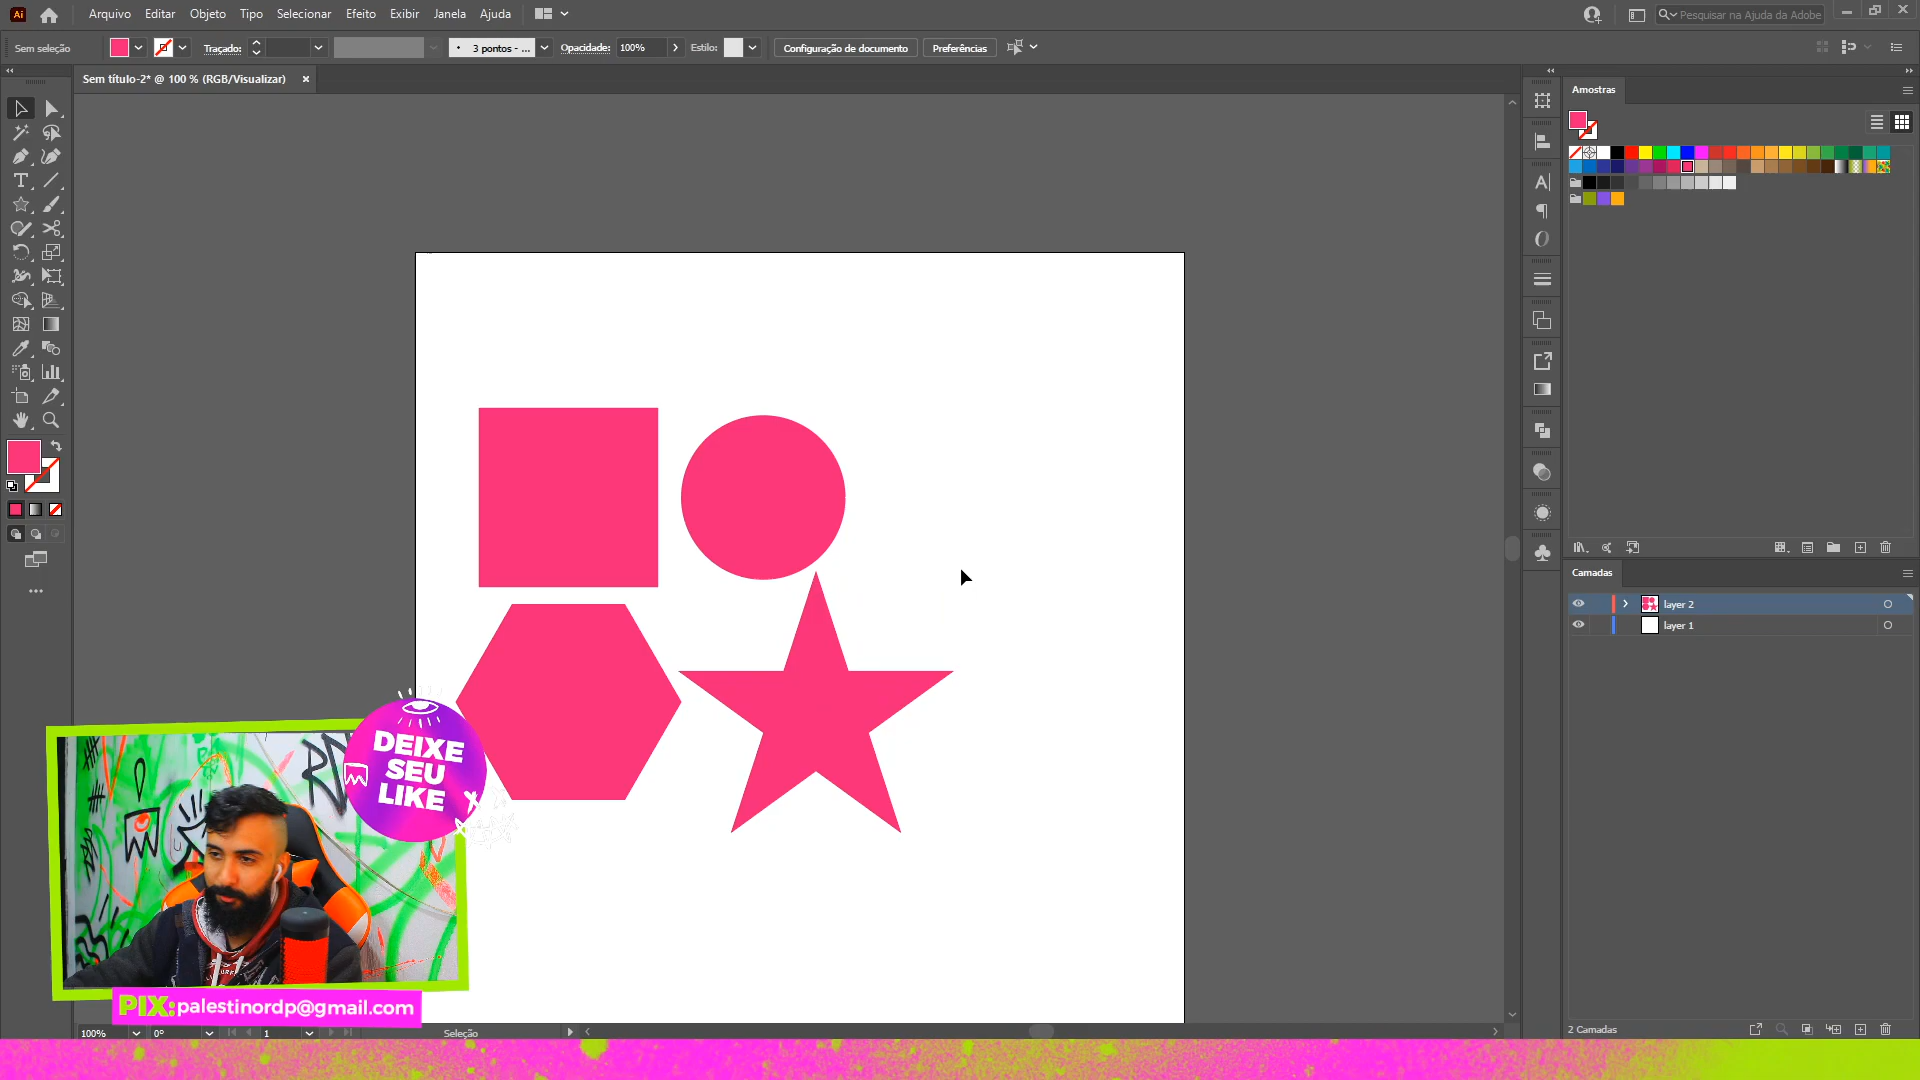 Ai Arquivo Editar Objeto Tipo Selecionar Efeito Exibir Janela Ajuda
Pesquisar na Ajuda da Adobe
Sem seleção Traçado: 3 pontos - ... Opacidade: 100% Estilo: Configuração de documento Preferências
Sem título-2* @ 100 % (RGB/Visualizar) ×
Amostras
Camadas
layer 2
layer 1
DEIXE
SEU
LIKE
PIX:palestinordp@gmail.com
100% 0° 1 Seleção
2 Camadas